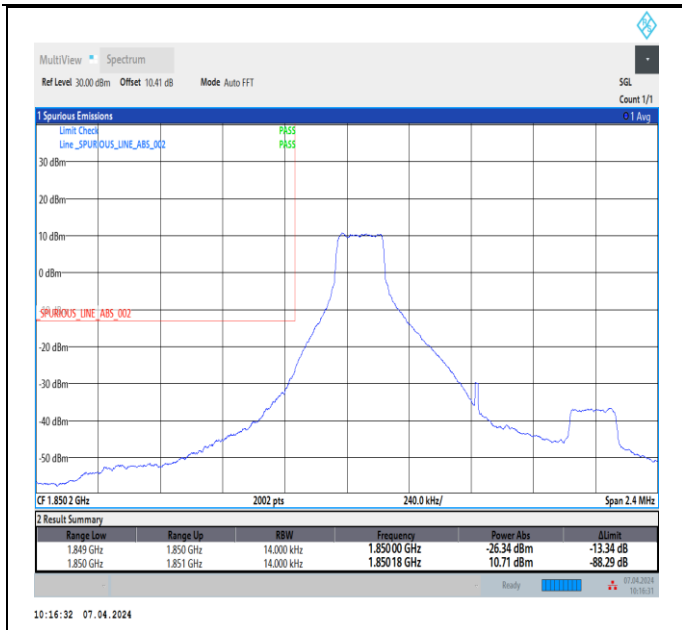 MultiView Spectrum
Ref Level 30.00 dBm Offset 10.41 dB Mode Auto FFT SGL
Count 1/1
1 Spurious Emissions 1 Avg
Limit Check PASS
Line _SPURIOUS_LINE_ABS_002 PASS
30 dBm
20 dBm
10 dBm
0 dBm
_SPURIOUS_LINE_ABS_002
-20 dBm
-30 dBm
-40 dBm
-50 dBm
CF 1.850 2 GHz 2002 pts 240.0 kHz/ Span 2.4 MHz
2 Result Summary
Range Low Range Up RBW Frequency Power Abs ΔLimit
1.849 GHz 1.850 GHz 14.000 kHz 1.85000 GHz -26.34 dBm -13.34 dB
1.850 GHz 1.851 GHz 14.000 kHz 1.85018 GHz 10.71 dBm -88.29 dB
Ready 07.04.2024
10:16:31
10:16:32 07.04.2024